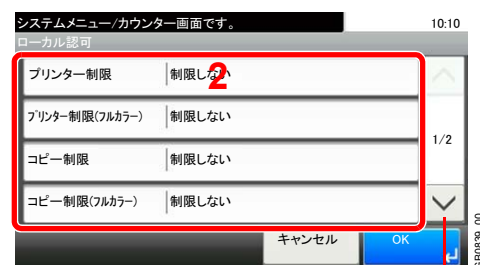 システムメニュー/カウンター画面です。
10:10
ローカル認可
プリンター制限
制限しない
2
プリンター制限(フルカラー)
制限しない
1/2
コピー制限
制限しない
コピー制限(フルカラー)
制限しない
キャンセル
OK
GB0839_00